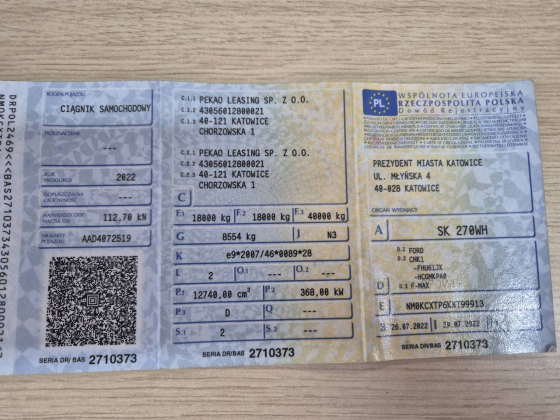 RODZAJ POJAZDU
CIĄGNIK SAMOCHODOWY
PRZEZNACZENIE
---
ROK PRODUKCJI 2022
DOPUSZCZALNA ŁADOWNOŚĆ ---
112,70 kN
NR KARTY POJAZDU AAD4072519
SERIA DR/BAS 2710373
C.1.1 PEKAO LEASING SP. Z O.O.
C.1.2 43056012800021
C.1.3 40-121 KATOWICE
CHORZOWSKA 1
C.2.1 PEKAO LEASING SP. Z O.O.
C.2.2 43056012800021
C.2.3 40-121 KATOWICE
CHORZOWSKA 1
C
F.1 18000 kg F.2 18000 kg F.3 40000 kg
G 8554 kg J N3
K e9*2007/46*0089*28
L 2 O.1 --- O.2 ---
P.1 12740,00 cm³ P.2 368,00 kW
P.3 D Q ---
S.1 2 S.2 ---
SERIA DR/BAS 2710373
PL
WSPÓLNOTA EUROPEJSKA
RZECZPOSPOLITA POLSKA
Dowód Rejestracyjny
PREZYDENT MIASTA KATOWICE
UL. MŁYŃSKA 4
40-028 KATOWICE
ORGAN WYDAJĄCY
A SK 270WH
D.1 FORD
D.2 CHK1
-FHU61JX
-HCGMKPA0
D D.3 F-MAX
E
26.07.2022 I 29.07.2022
SERIA DR/BAS 2710373